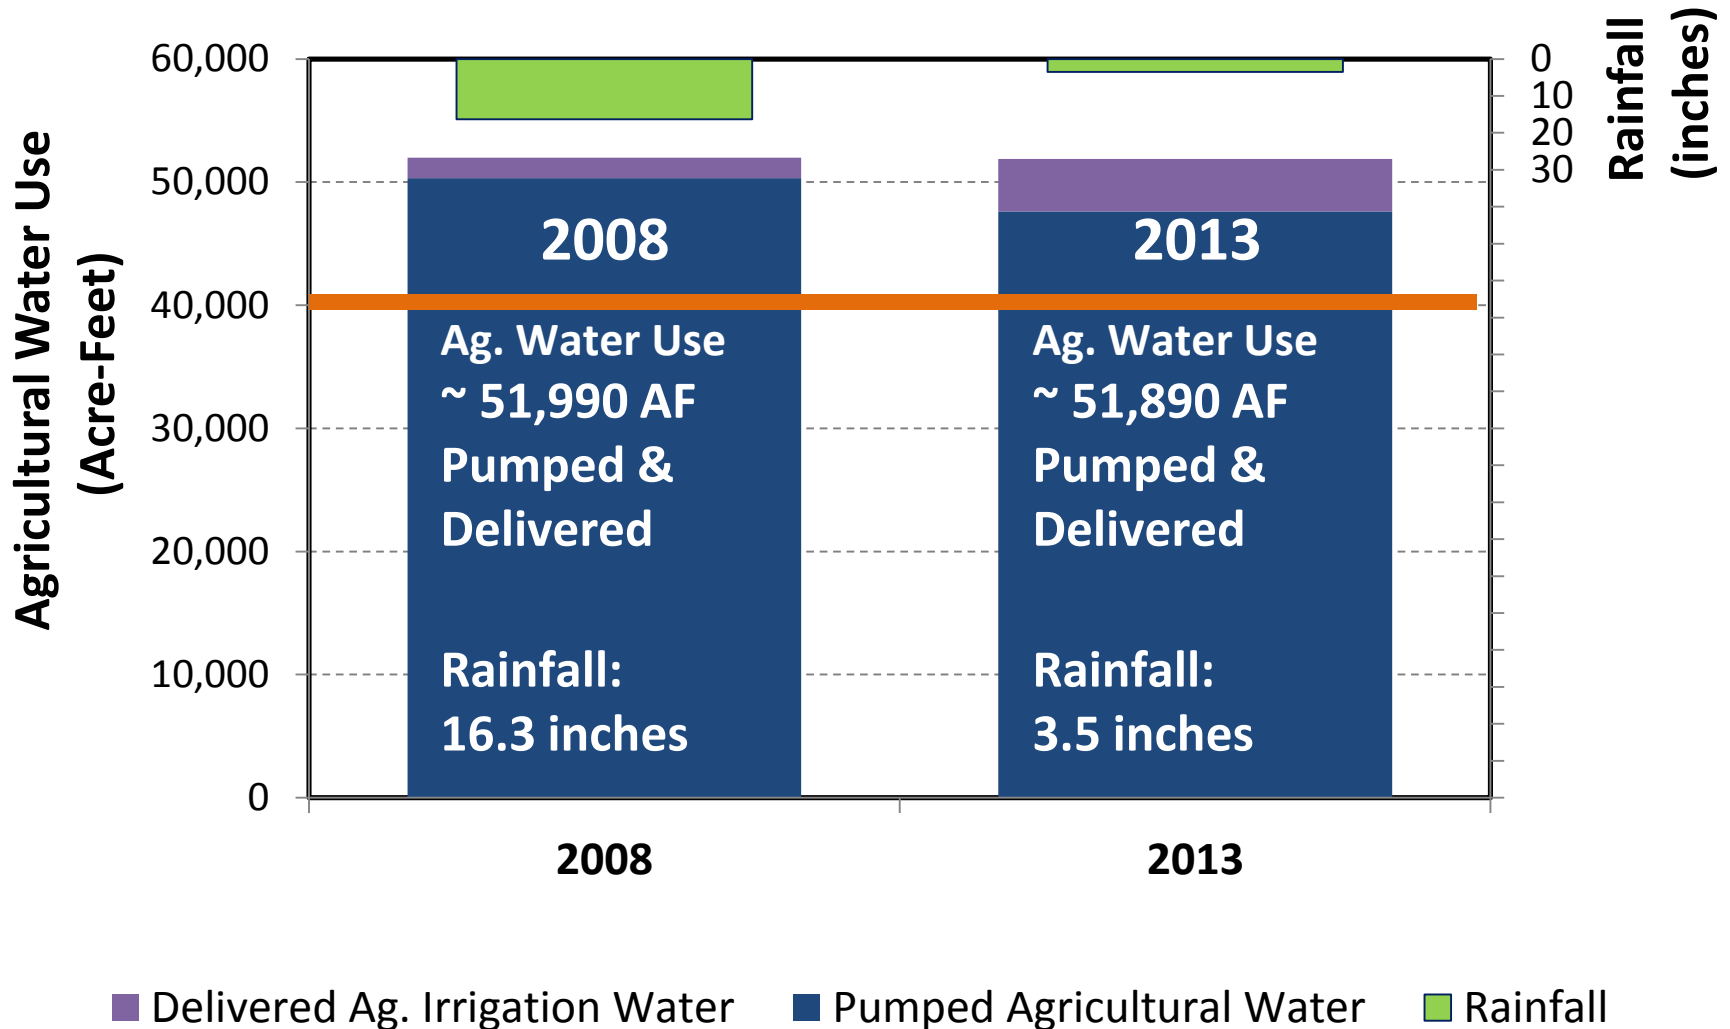 Agricultural Water Use
(Acre-Feet)
60,000
50,000
40,000
30,000
20,000
10,000
0
2008
Ag. Water Use
~ 51,990 AF
Pumped &
Delivered
Rainfall:
16.3 inches
2013
Ag. Water Use
~ 51,890 AF
Pumped &
Delivered
Rainfall:
3.5 inches
0
10
20
30
Rainfall
(inches)
2008
2013
Delivered Ag. Irrigation Water
Pumped Agricultural Water
Rainfall